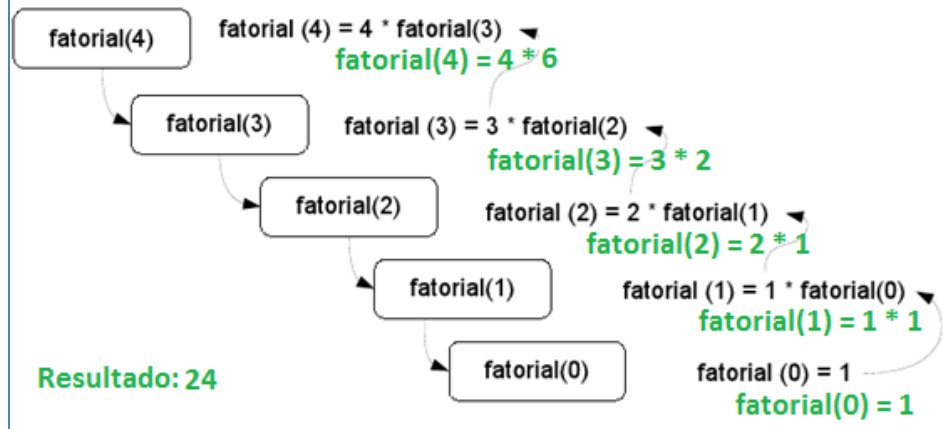 fatorial(4)
fatorial (4) = 4 * fatorial(3)
fatorial(4) = 4 * 6
fatorial(3)
fatorial (3) = 3 * fatorial(2)
fatorial(3) = 3 * 2
fatorial(2)
fatorial (2) = 2 * fatorial(1)
fatorial(2) = 2 * 1
fatorial(1)
fatorial (1) = 1 * fatorial(0)
fatorial(1) = 1 * 1
fatorial(0)
fatorial (0) = 1
fatorial(0) = 1
Resultado: 24